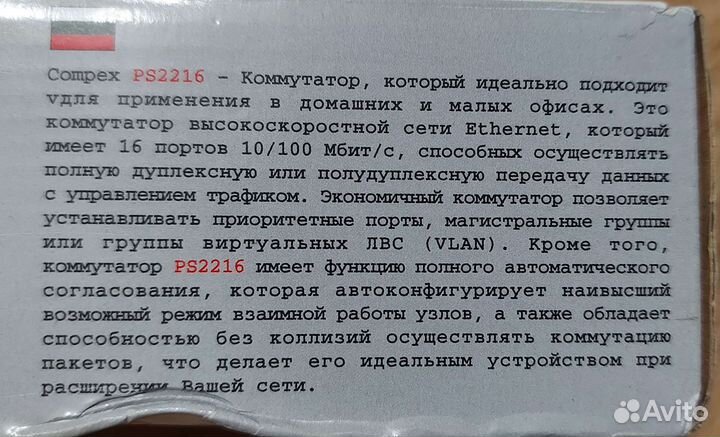 Compex PS2216 - Коммутатор, который идеально подходит
vдля применения в домашних и малых офисах. Это
коммутатор высокоскоростной сети Ethernet, который
имеет 16 портов 10/100 Мбит/с, способных осуществлять
полную дуплексную или полудуплексную передачу данных
с управлением трафиком. Экономичный коммутатор позволяет
устанавливать приоритетные порты, магистральные группы
или группы виртуальных ЛВС (VLAN). Кроме того,
коммутатор PS2216 имеет функцию полного автоматического
согласования, которая автоконфигурирует наивысший
возможный режим взаимной работы узлов, а также обладает
способностью без коллизий осуществлять коммутацию
пакетов, что делает его идеальным устройством при
расширении Вашей сети.
Avito